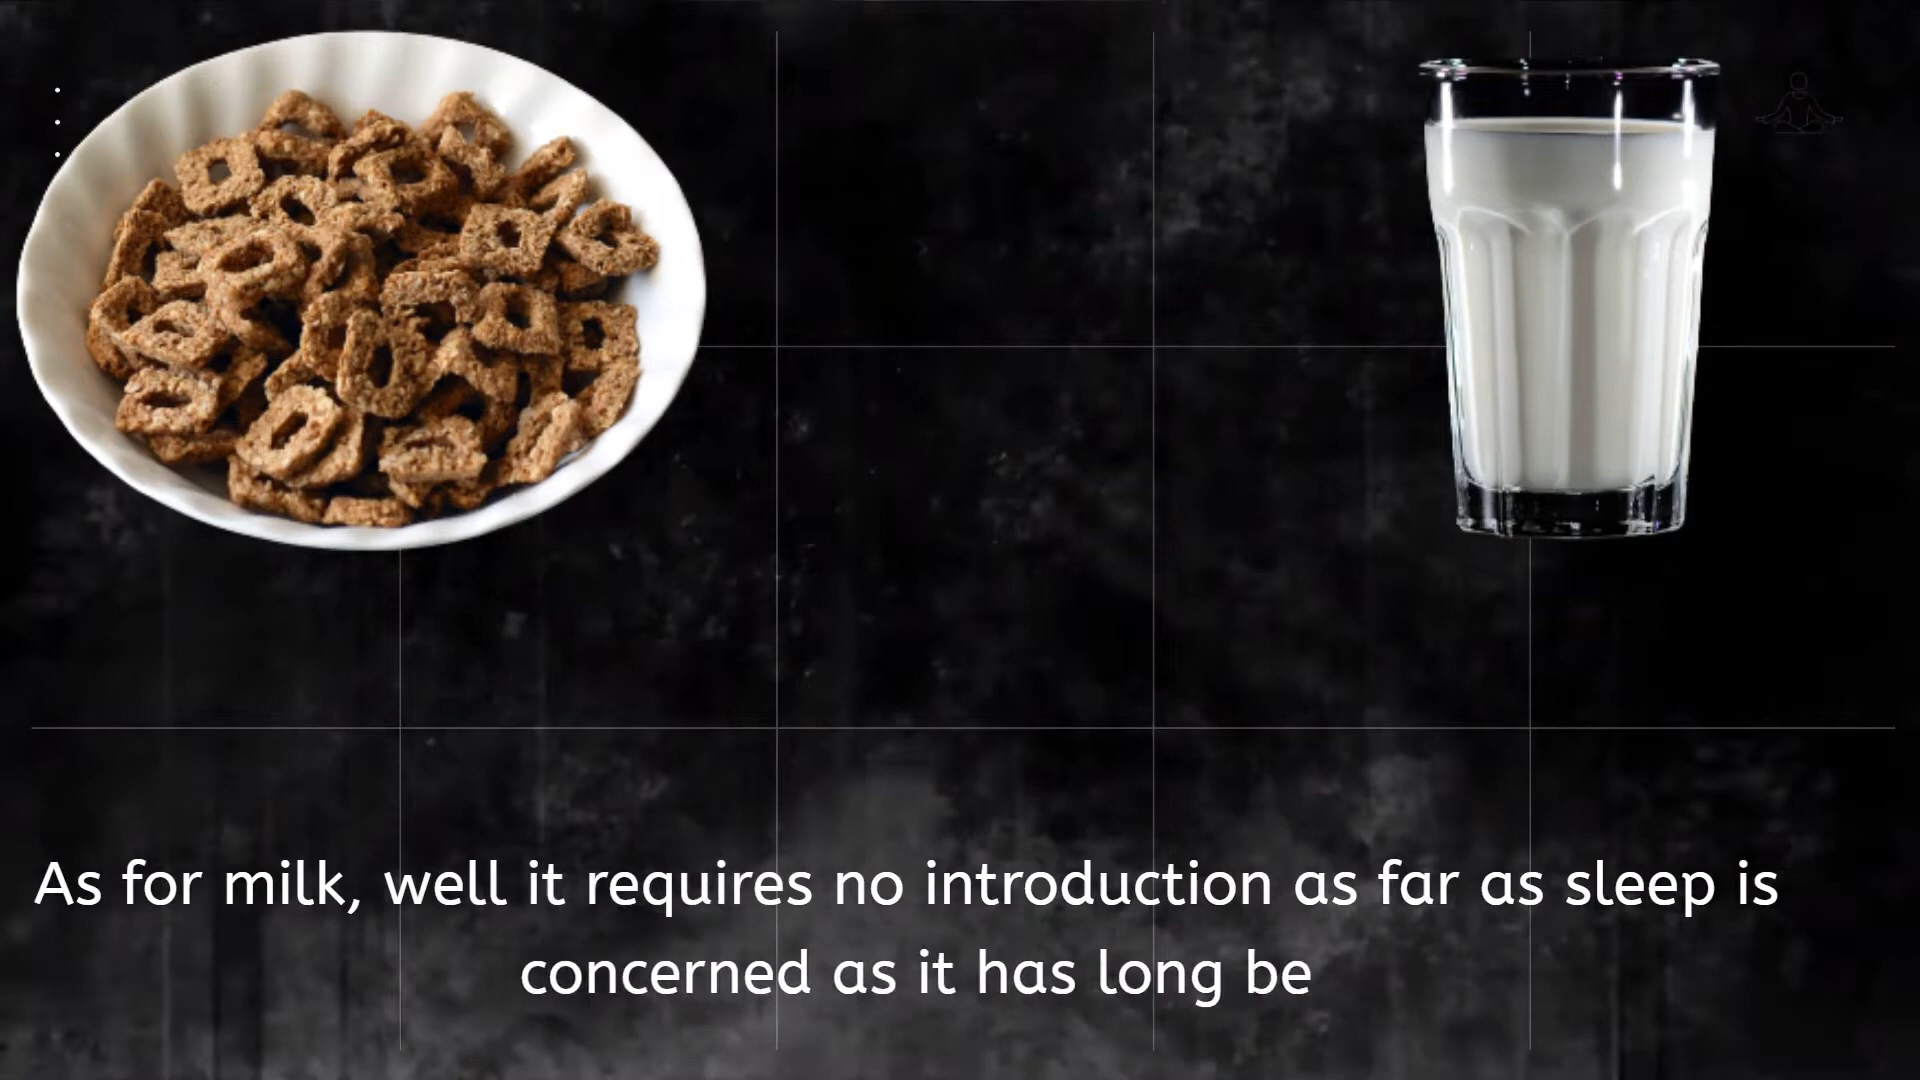 As for milk, well it requires no introduction as far as sleep is
concerned as it has long be